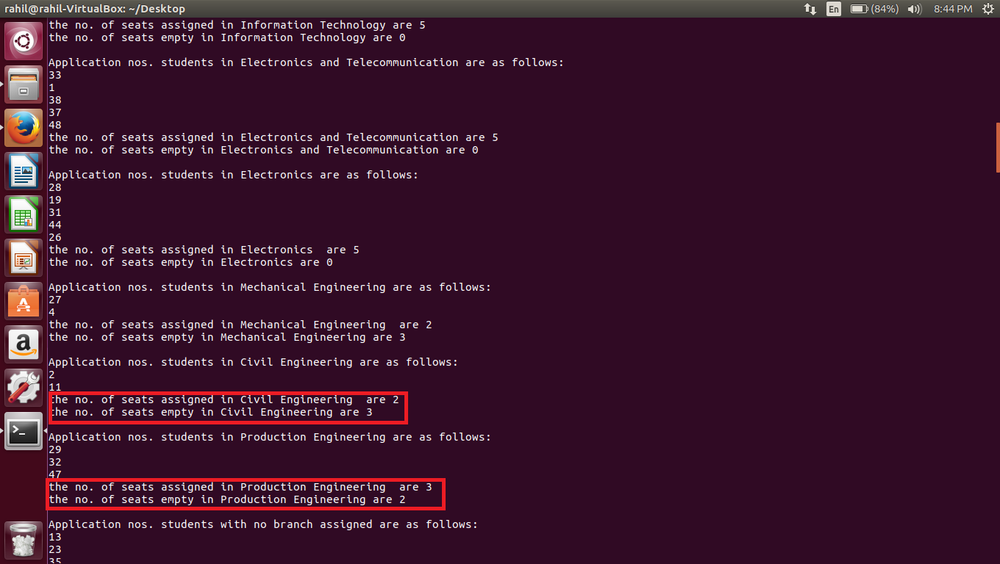 rahil@rahil-VirtualBox: ~/Desktop
En (84%) 8:44 PM
the no. of seats assigned in Information Technology are 5
the no. of seats empty in Information Technology are 0
Application nos. students in Electronics and Telecommunication are as follows:
33
1
38
37
48
the no. of seats assigned in Electronics and Telecommunication are 5
the no. of seats empty in Electronics and Telecommunication are 0
Application nos. students in Electronics are as follows:
28
19
31
44
26
the no. of seats assigned in Electronics  are 5
the no. of seats empty in Electronics are 0
Application nos. students in Mechanical Engineering are as follows:
27
4
the no. of seats assigned in Mechanical Engineering  are 2
the no. of seats empty in Mechanical Engineering are 3
Application nos. students in Civil Engineering are as follows:
2
11
the no. of seats assigned in Civil Engineering  are 2
the no. of seats empty in Civil Engineering are 3
Application nos. students in Production Engineering are as follows:
29
32
47
the no. of seats assigned in Production Engineering  are 3
the no. of seats empty in Production Engineering are 2
Application nos. students with no branch assigned are as follows:
13
23
35